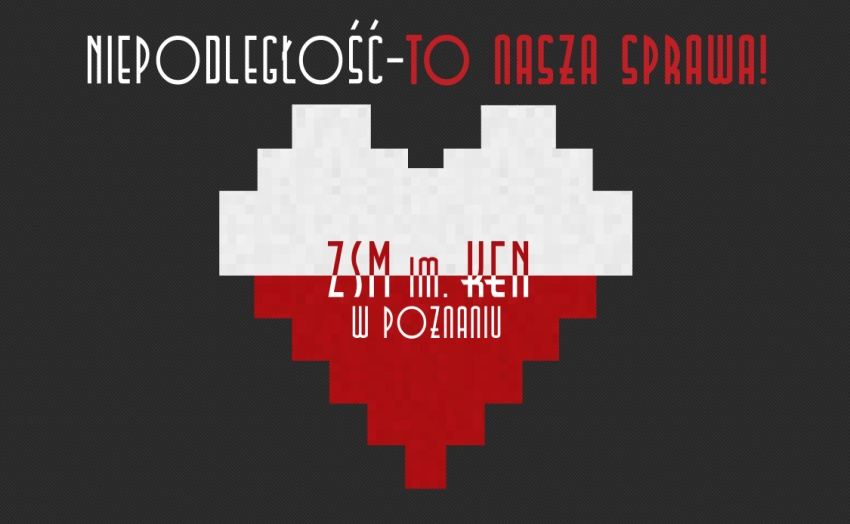 NIEPODLEGŁOŚĆ-TO NASZA SPRAWA!
ZSM IM. KEN
W POZNANIU